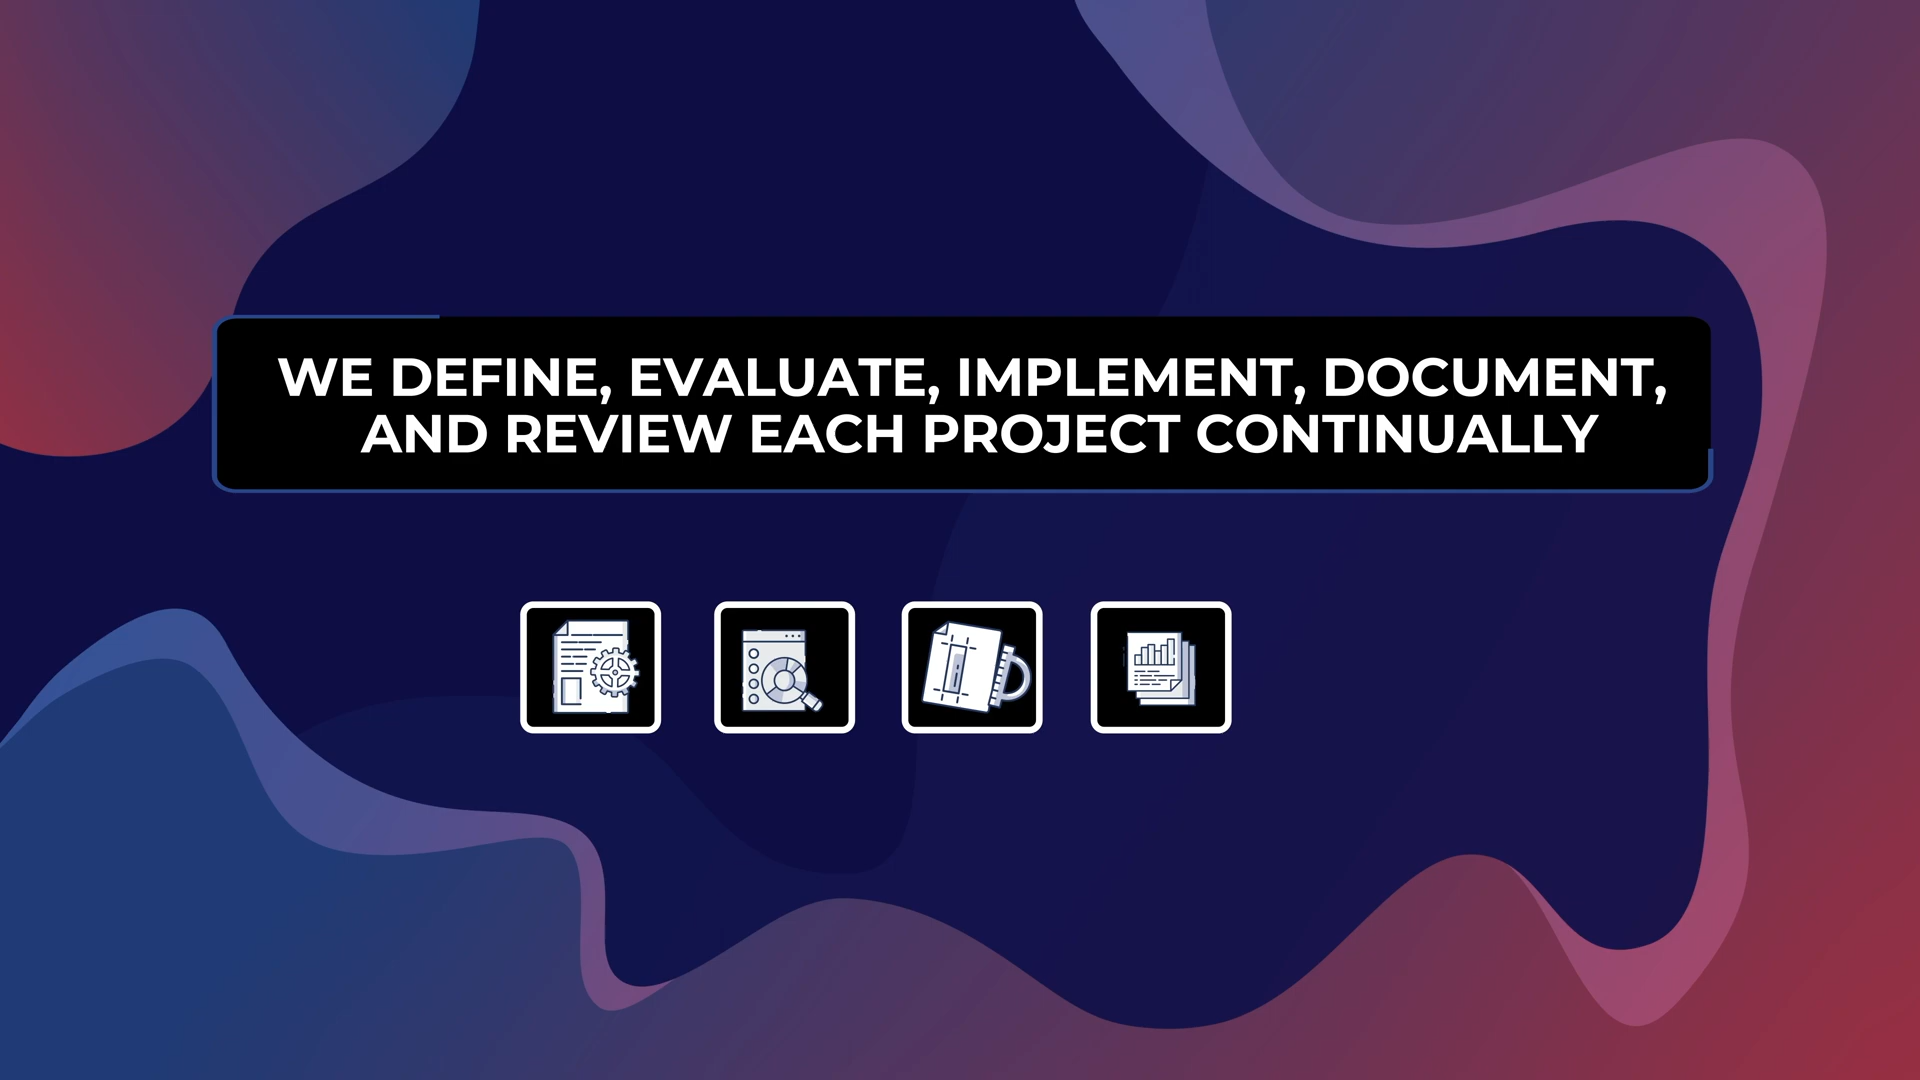 WE DEFINE, EVALUATE, IMPLEMENT, DOCUMENT,
AND REVIEW EACH PROJECT CONTINUALLY